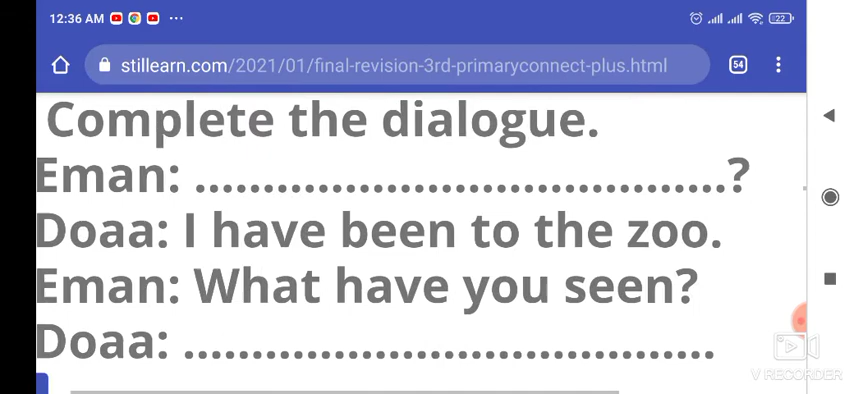 12:36 AM ··· 22
stillearn.com/2021/01/final-revision-3rd-primaryconnect-plus.html 54
Complete the dialogue.
Eman: .......................................?
Doaa: I have been to the zoo.
Eman: What have you seen?
Doaa: .......................................
V RECORDER